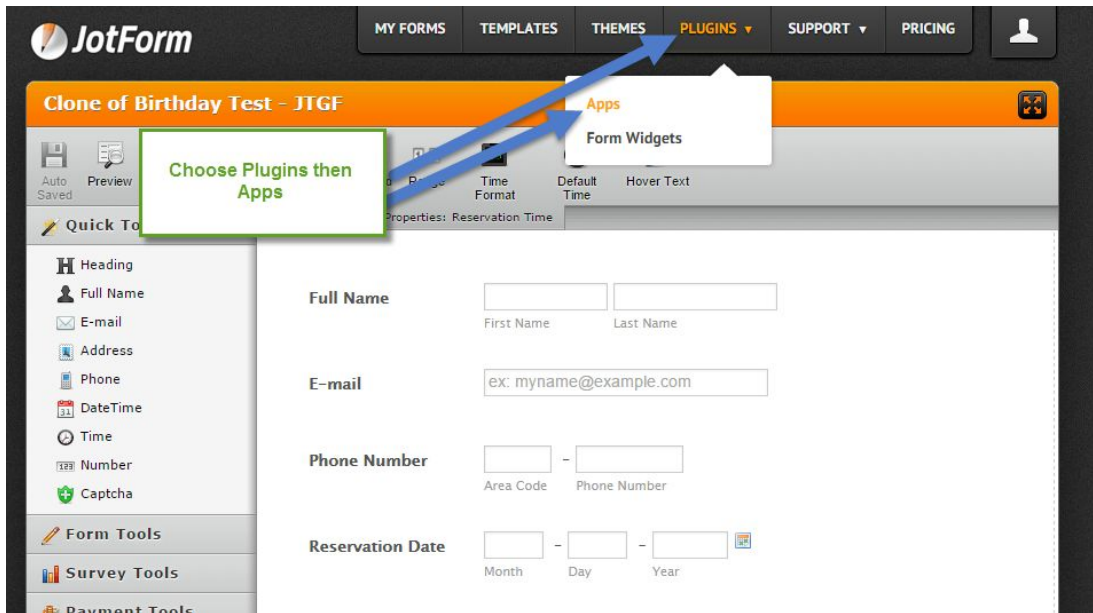 JotForm
MY FORMS TEMPLATES THEMES PLUGINS ▼ SUPPORT ▼ PRICING
Clone of Birthday Test - JTGF
Apps
Form Widgets
Choose Plugins then
Apps
Auto
Saved
Preview
Time
Format
Default
Time
Hover Text
Properties: Reservation Time
Quick To
Heading
Full Name
E-mail
Address
Phone
DateTime
Time
Number
Captcha
Form Tools
Survey Tools
Payment Tools
Full Name
First Name Last Name
E-mail
ex: myname@example.com
Phone Number
-
Area Code Phone Number
Reservation Date
- -
Month Day Year